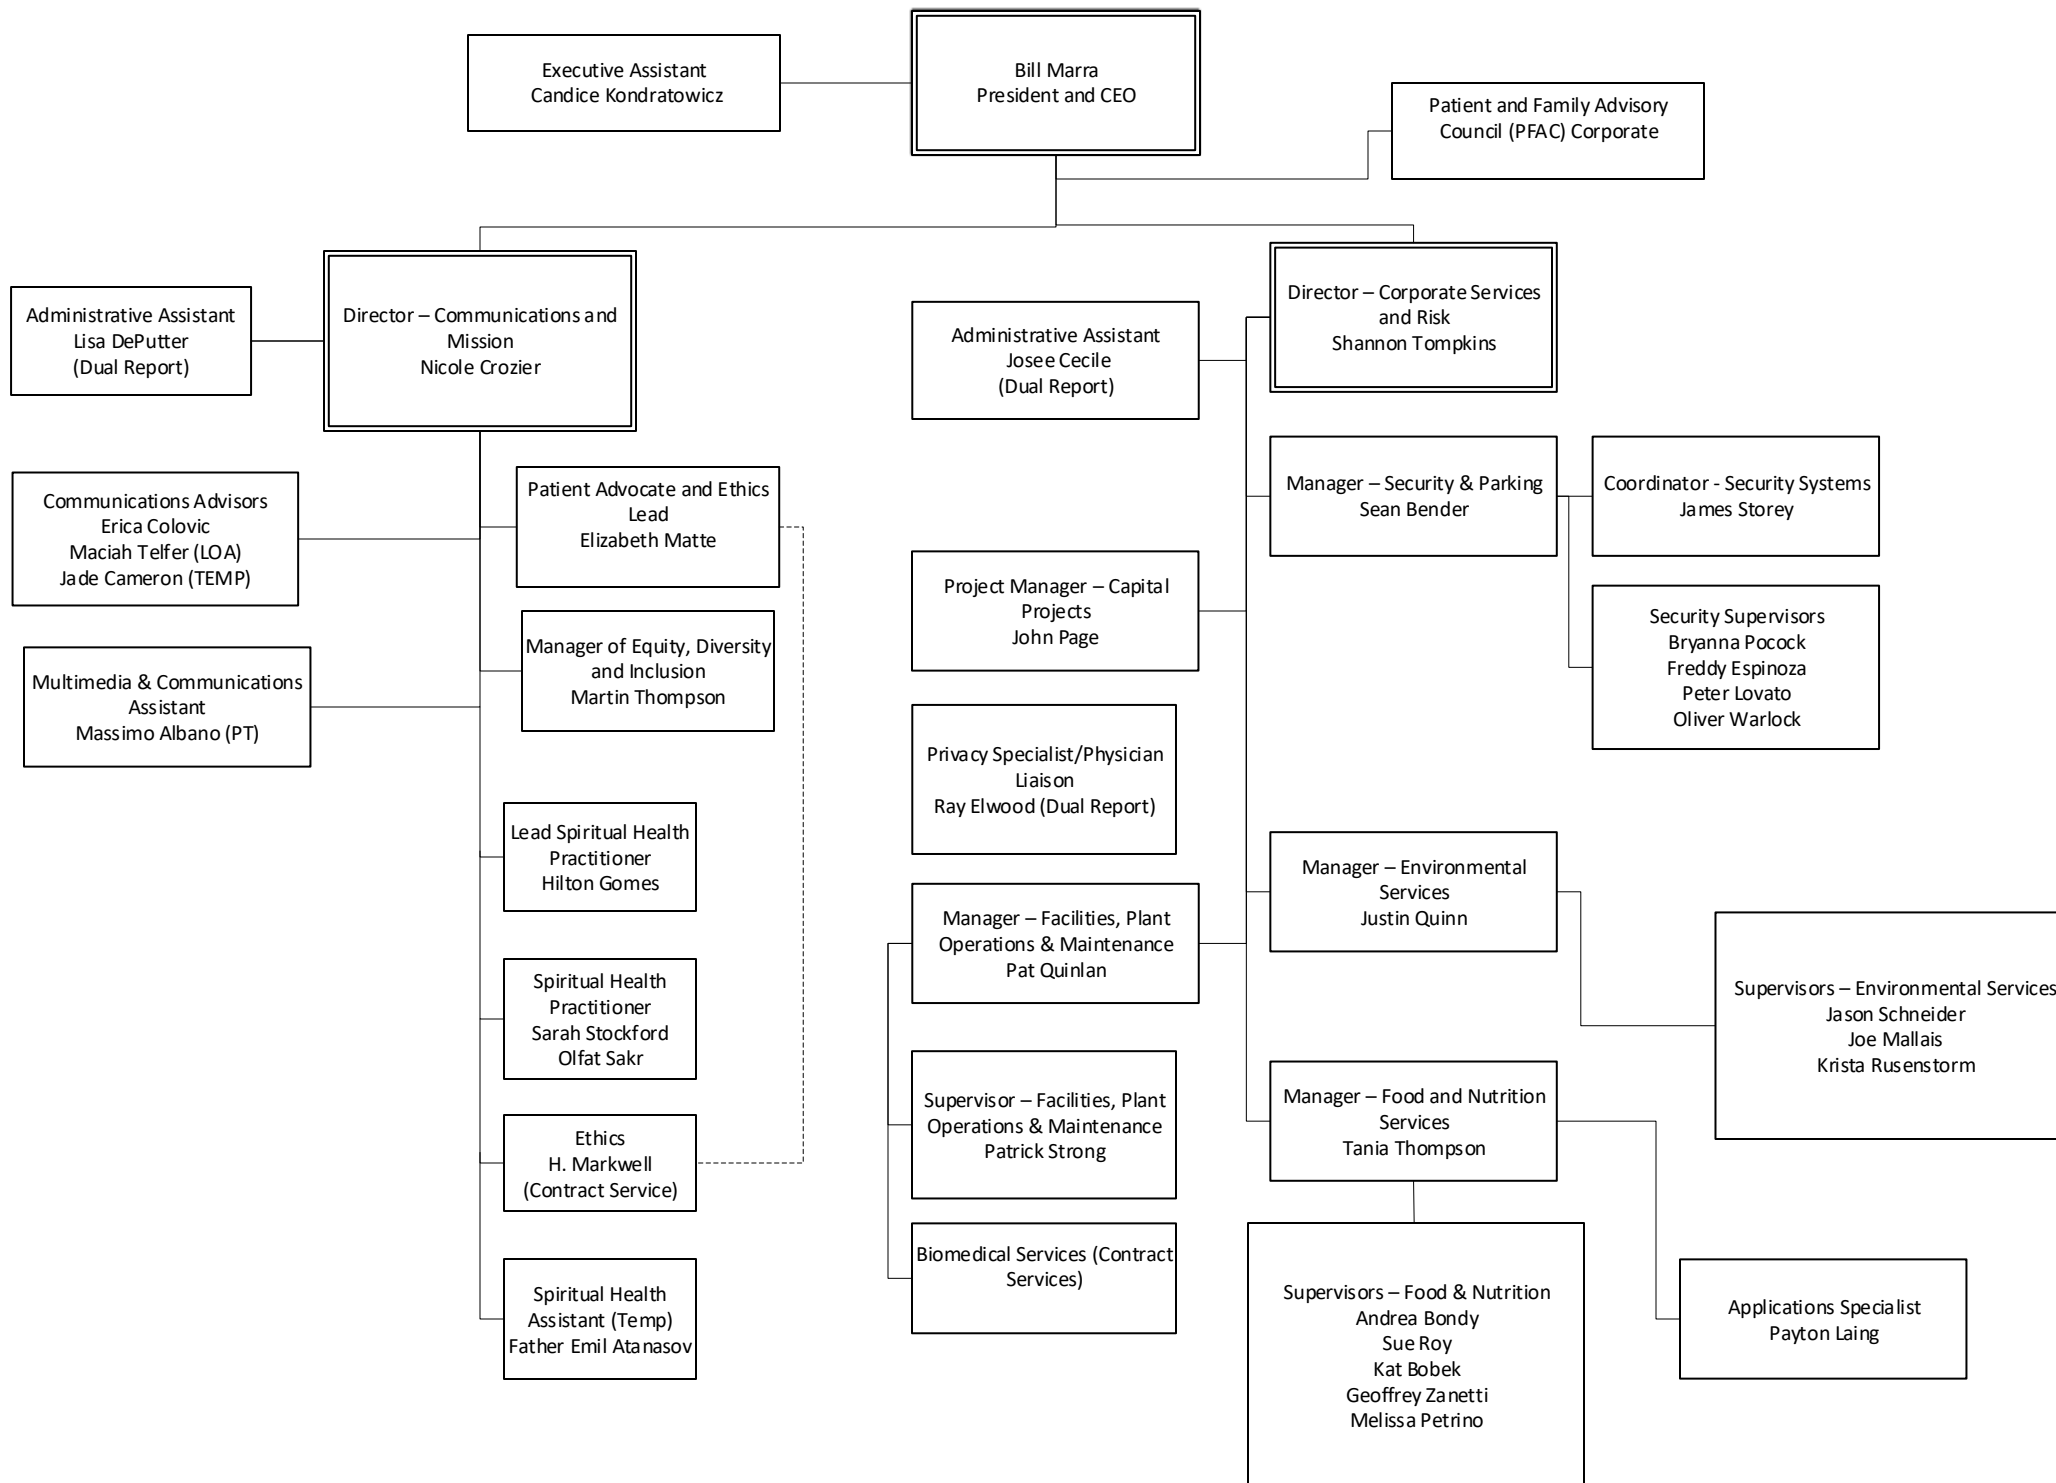 Executive Assistant
Candice Kondratowicz
Bill Marra
President and CEO
Patient and Family Advisory
Council (PFAC) Corporate
Administrative Assistant
Lisa DePutter
(Dual Report)
Director – Communications and
Mission
Nicole Crozier
Administrative Assistant
Josee Cecile
(Dual Report)
Director – Corporate Services
and Risk
Shannon Tompkins
Communications Advisors
Erica Colovic
Maciah Telfer (LOA)
Jade Cameron (TEMP)
Patient Advocate and Ethics
Lead
Elizabeth Matte
Manager – Security & Parking
Sean Bender
Coordinator - Security Systems
James Storey
Project Manager – Capital
Projects
John Page
Security Supervisors
Bryanna Pocock
Freddy Espinoza
Peter Lovato
Oliver Warlock
Multimedia & Communications
Assistant
Massimo Albano (PT)
Manager of Equity, Diversity
and Inclusion
Martin Thompson
Privacy Specialist/Physician
Liaison
Ray Elwood (Dual Report)
Lead Spiritual Health
Practitioner
Hilton Gomes
Manager – Facilities, Plant
Operations & Maintenance
Pat Quinlan
Manager – Environmental
Services
Justin Quinn
Supervisors – Environmental Services
Jason Schneider
Joe Mallais
Krista Rusenstorm
Spiritual Health
Practitioner
Sarah Stockford
Olfat Sakr
Supervisor – Facilities, Plant
Operations & Maintenance
Patrick Strong
Manager – Food and Nutrition
Services
Tania Thompson
Ethics
H. Markwell
(Contract Service)
Biomedical Services (Contract
Services)
Supervisors – Food & Nutrition
Andrea Bondy
Sue Roy
Kat Bobek
Geoffrey Zanetti
Melissa Petrino
Applications Specialist
Payton Laing
Spiritual Health
Assistant (Temp)
Father Emil Atanasov